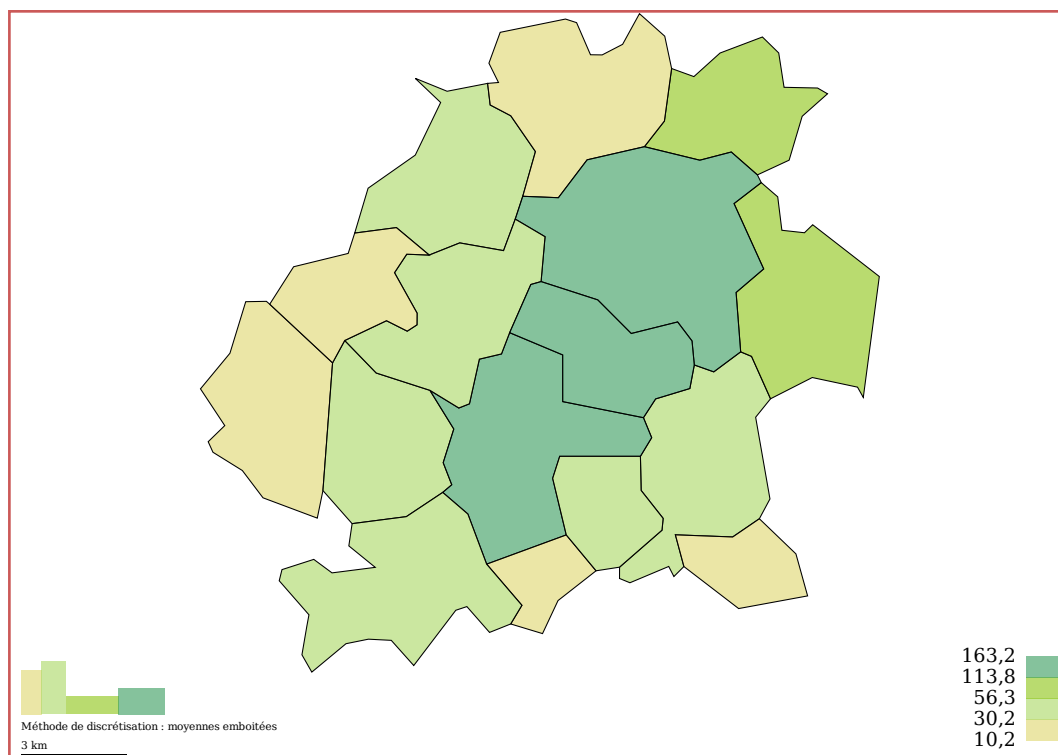 163,2
113,8
56,3
30,2
10,2
Méthode de discrétisation : moyennes emboitées
3 km